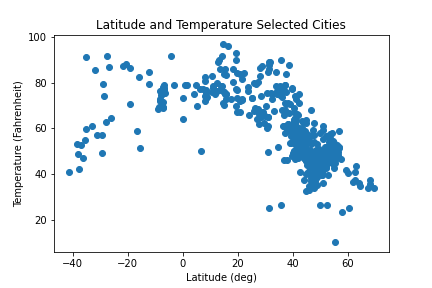 Latitude and Temperature Selected Cities
100
80
60
40
20
Temperature (Fahrenheit)
−40 −20 0 20 40 60
Latitude (deg)